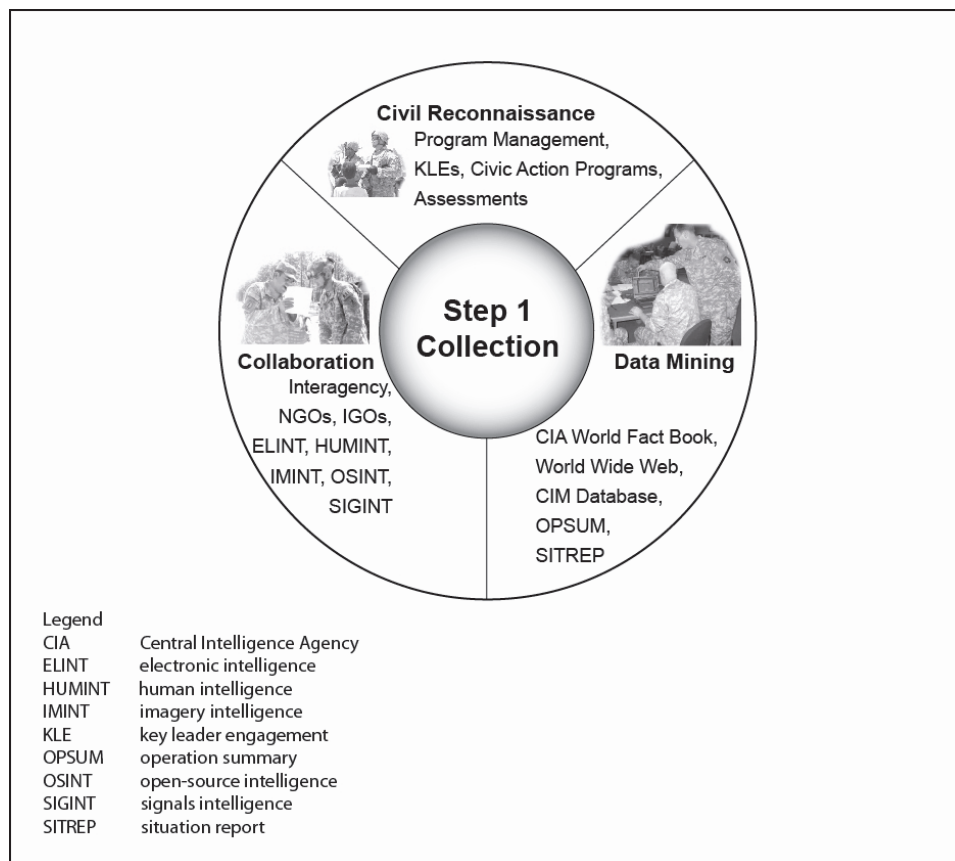 Civil Reconnaissance
Program Management,
KLEs, Civic Action Programs,
Assessments
Step 1
Collection
Collaboration
Interagency,
NGOs, IGOs,
ELINT, HUMINT,
IMINT, OSINT,
SIGINT
Data Mining
CIA World Fact Book,
World Wide Web,
CIM Database,
OPSUM,
SITREP
Legend
CIA Central Intelligence Agency
ELINT electronic intelligence
HUMINT human intelligence
IMINT imagery intelligence
KLE key leader engagement
OPSUM operation summary
OSINT open-source intelligence
SIGINT signals intelligence
SITREP situation report